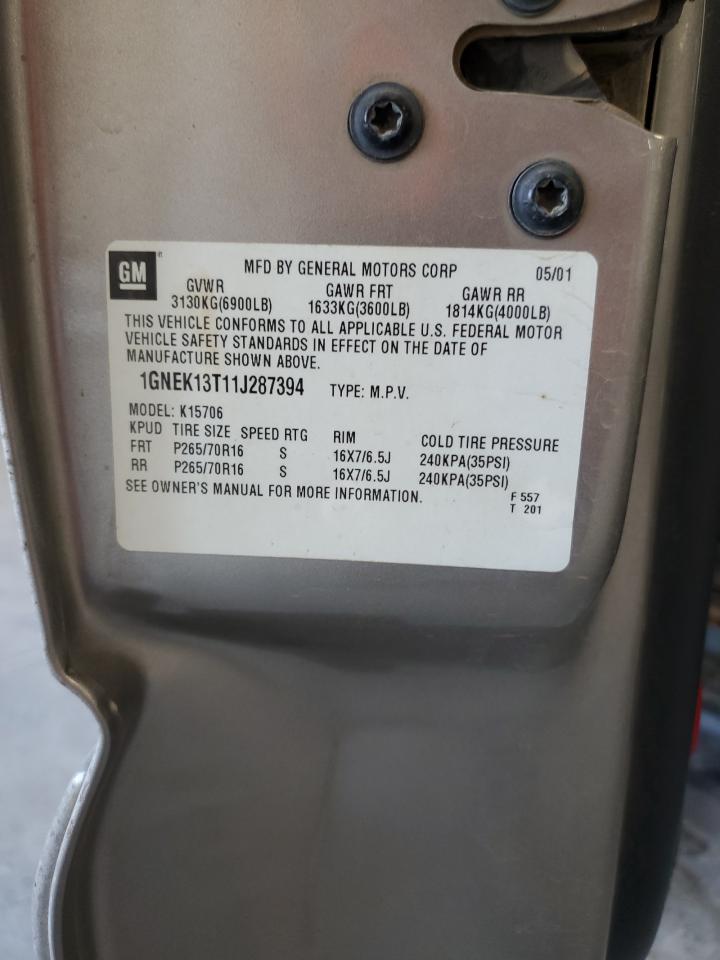 GM MFD BY GENERAL MOTORS CORP 05/01
GVWR GAWR FRT GAWR RR
3130KG(6900LB) 1633KG(3600LB) 1814KG(4000LB)
THIS VEHICLE CONFORMS TO ALL APPLICABLE U.S. FEDERAL MOTOR
VEHICLE SAFETY STANDARDS IN EFFECT ON THE DATE OF
MANUFACTURE SHOWN ABOVE.
1GNEK13T11J287394 TYPE: M.P.V.
MODEL: K15706
KPUD TIRE SIZE SPEED RTG RIM COLD TIRE PRESSURE
FRT P265/70R16 S 16X7/6.5J 240KPA(35PSI)
RR P265/70R16 S 16X7/6.5J 240KPA(35PSI)
SEE OWNER'S MANUAL FOR MORE INFORMATION. F 557
T 201